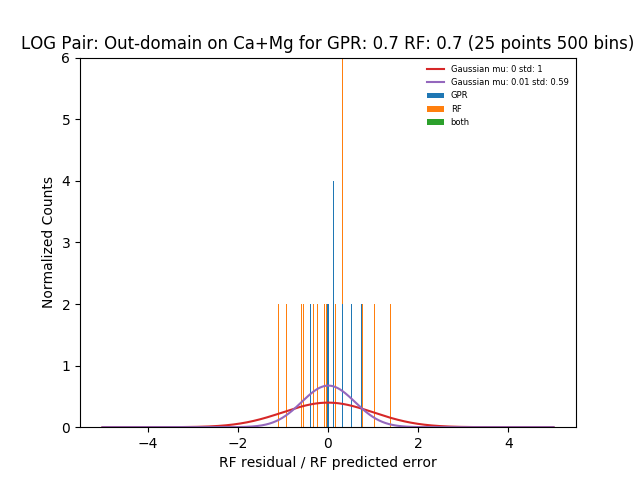 LOG Pair: Out-domain on Ca+Mg for GPR: 0.7 RF: 0.7 (25 points 500 bins)
Gaussian mu: 0 std: 1
Gaussian mu: 0.01 std: 0.59
GPR
RF
both
Normalized Counts
6
5
4
3
2
1
0
−4
−2
0
2
4
RF residual / RF predicted error